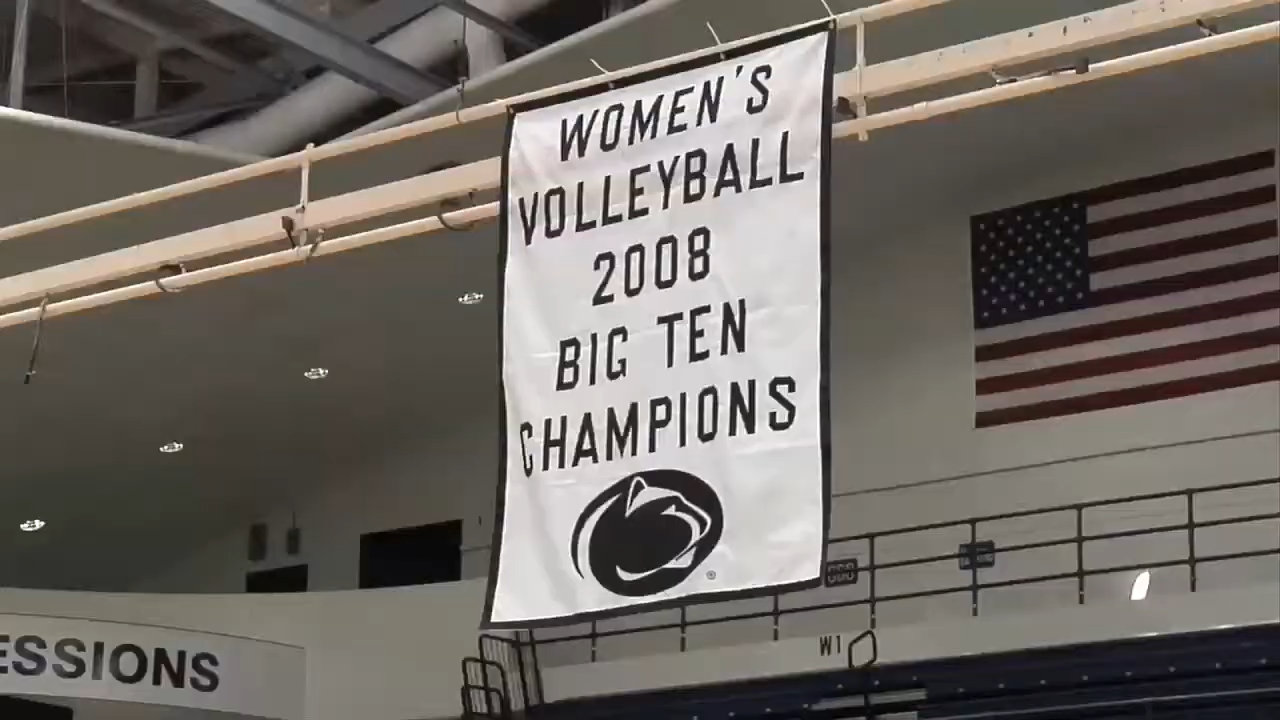 WOMEN'S
VOLLEYBALL
2008
BIG TEN
CHAMPIONS
®
ESSIONS
W1